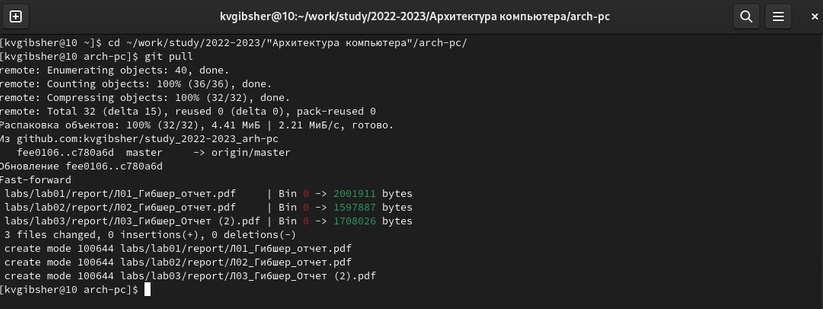 kvgibsher@10:~/work/study/2022-2023/Архитектура компьютера/arch-pc
[kvgibsher@10 ~]$ cd ~/work/study/2022-2023/"Архитектура компьютера"/arch-pc/
[kvgibsher@10 arch-pc]$ git pull
remote: Enumerating objects: 40, done.
remote: Counting objects: 100% (36/36), done.
remote: Compressing objects: 100% (32/32), done.
remote: Total 32 (delta 15), reused 0 (delta 0), pack-reused 0
Распаковка объектов: 100% (32/32), 4.41 МиБ | 2.21 МиБ/с, готово.
Из github.com:kvgibsher/study_2022-2023_arh-pc
   fee0106..c780a6d  master     -> origin/master
Обновление fee0106..c780a6d
Fast-forward
 labs/lab01/report/Л01_Гибшер_отчет.pdf     | Bin 0 -> 2001911 bytes
 labs/lab02/report/Л02_Гибшер_отчет.pdf     | Bin 0 -> 1597887 bytes
 labs/lab03/report/Л03_Гибшер_Отчет (2).pdf | Bin 0 -> 1708026 bytes
 3 files changed, 0 insertions(+), 0 deletions(-)
 create mode 100644 labs/lab01/report/Л01_Гибшер_отчет.pdf
 create mode 100644 labs/lab02/report/Л02_Гибшер_отчет.pdf
 create mode 100644 labs/lab03/report/Л03_Гибшер_Отчет (2).pdf
[kvgibsher@10 arch-pc]$